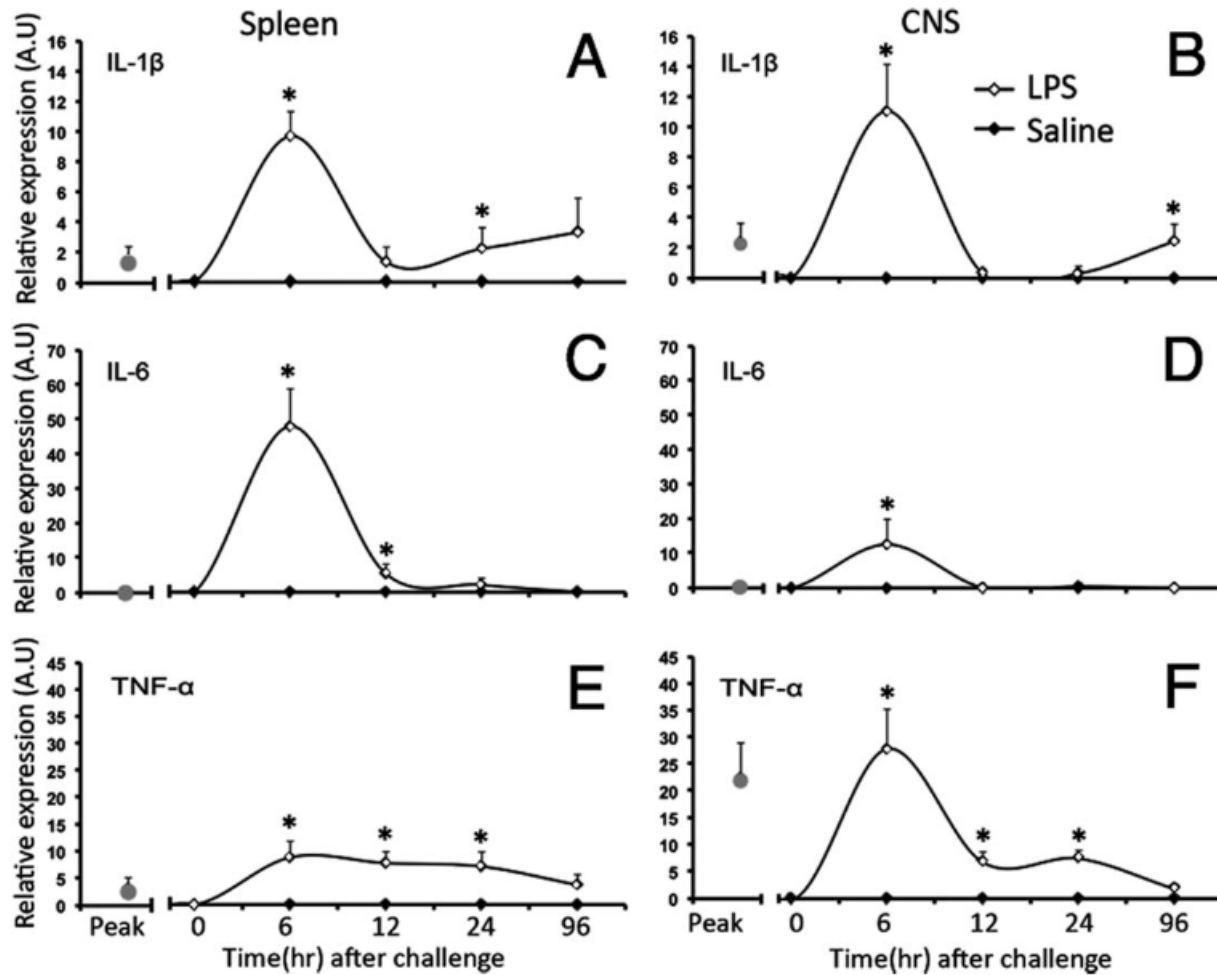 Spleen
CNS
Relative expression (A.U)
IL-1β
A
16
14
12
10
8
6
4
2
0
*
*
IL-1β
B
16
14
12
10
8
6
4
2
0
*
*
LPS
Saline
Relative expression (A.U)
IL-6
C
70
60
50
40
30
20
10
0
*
*
IL-6
D
70
60
50
40
30
20
10
0
*
Relative expression (A.U)
TNF-α
E
45
40
35
30
25
20
15
10
5
0
*
*
*
Peak 0 6 12 24 96
Time(hr) after challenge
TNF-α
F
45
40
35
30
25
20
15
10
5
0
*
*
*
Peak 0 6 12 24 96
Time(hr) after challenge